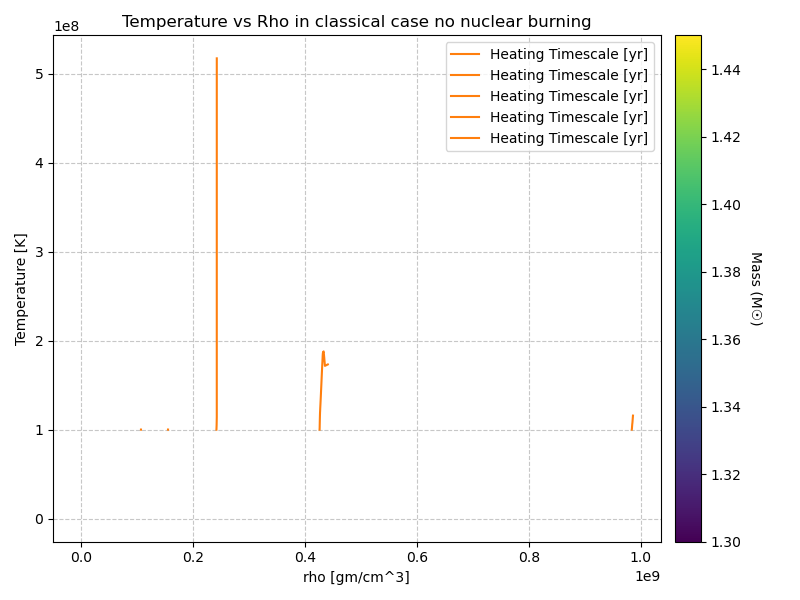 Temperature vs Rho in classical case no nuclear burning
1e8
Heating Timescale [yr]
Heating Timescale [yr]
Heating Timescale [yr]
Heating Timescale [yr]
Heating Timescale [yr]
5
4
3
2
1
0
Temperature [K]
0.0 0.2 0.4 0.6 0.8 1.0
1e9
rho [gm/cm^3]
1.44
1.42
1.40
1.38
1.36
1.34
1.32
1.30
Mass (M☉)